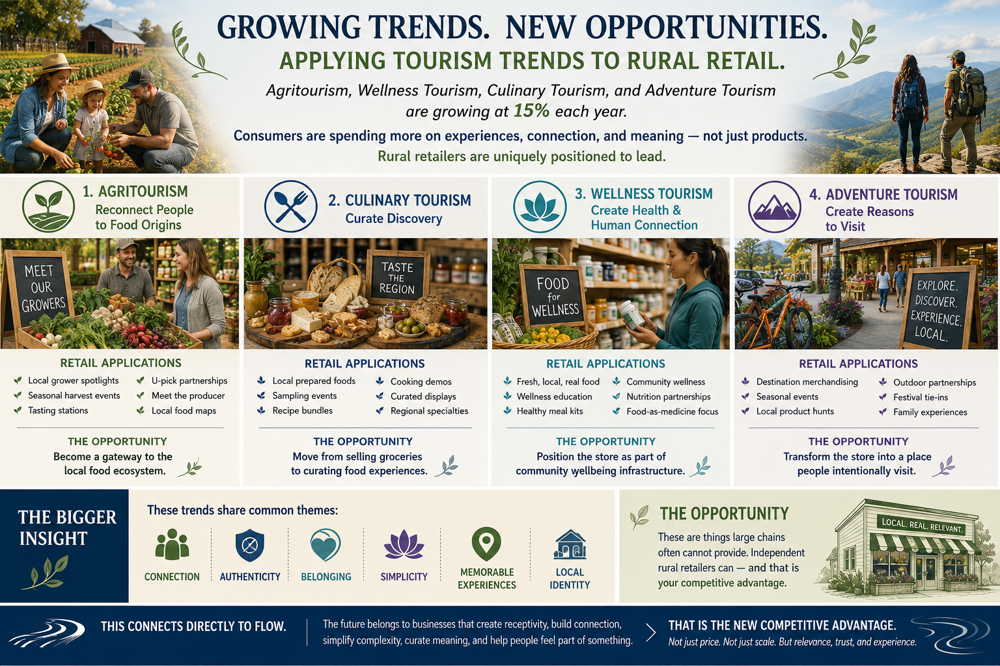 GROWING TRENDS. NEW OPPORTUNITIES.
APPLYING TOURISM TRENDS TO RURAL RETAIL.
Agritourism, Wellness Tourism, Culinary Tourism, and Adventure Tourism
are growing at 15% each year.
Consumers are spending more on experiences, connection, and meaning — not just products.
Rural retailers are uniquely positioned to lead.
1. AGRITOURISM
Reconnect People
to Food Origins
MEET
OUR
GROWERS
RETAIL APPLICATIONS
Local grower spotlights
Seasonal harvest events
Tasting stations
U-pick partnerships
Meet the producer
Local food maps
THE OPPORTUNITY
Become a gateway to the
local food ecosystem.
2. CULINARY TOURISM
Curate Discovery
TASTE
THE
REGION
RETAIL APPLICATIONS
Local prepared foods
Sampling events
Recipe bundles
Cooking demos
Curated displays
Regional specialties
THE OPPORTUNITY
Move from selling groceries
to curating food experiences.
3. WELLNESS TOURISM
Create Health &
Human Connection
FOOD
for
WELLNESS
RETAIL APPLICATIONS
Fresh, local, real food
Wellness education
Healthy meal kits
Community wellness
Nutrition partnerships
Food-as-medicine focus
THE OPPORTUNITY
Position the store as part of
community wellbeing infrastructure.
4. ADVENTURE TOURISM
Create Reasons
to Visit
EXPLORE.
DISCOVER.
EXPERIENCE.
LOCAL.
RETAIL APPLICATIONS
Destination merchandising
Seasonal events
Local product hunts
Outdoor partnerships
Festival tie-ins
Family experiences
THE OPPORTUNITY
Transform the store into a place
people intentionally visit.
THE BIGGER
INSIGHT
These trends share common themes:
CONNECTION
AUTHENTICITY
BELONGING
SIMPLICITY
MEMORABLE
EXPERIENCES
LOCAL
IDENTITY
THE OPPORTUNITY
These are things large chains
often cannot provide. Independent
rural retailers can — and that is
your competitive advantage.
LOCAL. REAL. RELEVANT.
THIS CONNECTS DIRECTLY TO FLOW.
The future belongs to businesses that create receptivity, build connection,
simplify complexity, curate meaning, and help people feel part of something.
THAT IS THE NEW COMPETITIVE ADVANTAGE.
Not just price. Not just scale. But relevance, trust, and experience.